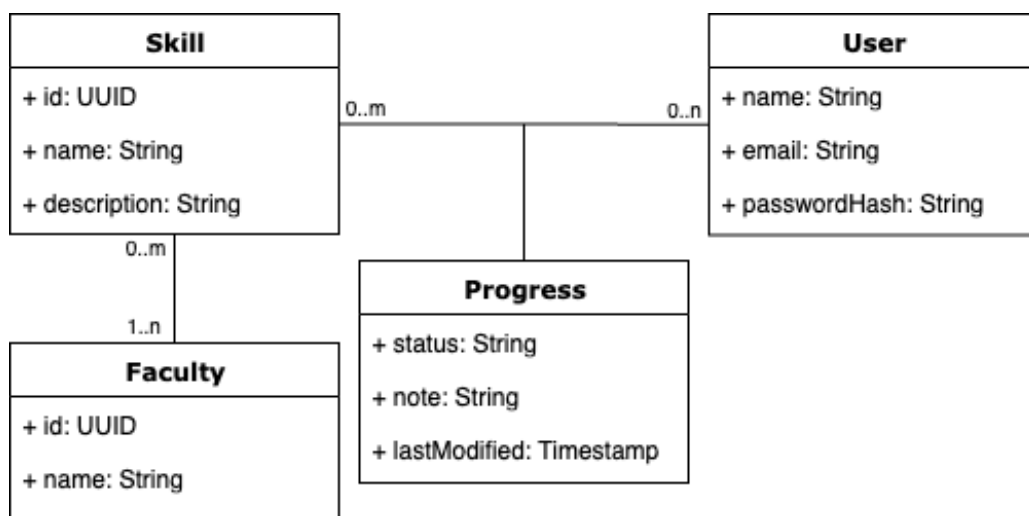 Skill
+ id: UUID
+ name: String
+ description: String
0..m
0..n
User
+ name: String
+ email: String
+ passwordHash: String
0..m
1..n
Progress
+ status: String
+ note: String
+ lastModified: Timestamp
Faculty
+ id: UUID
+ name: String